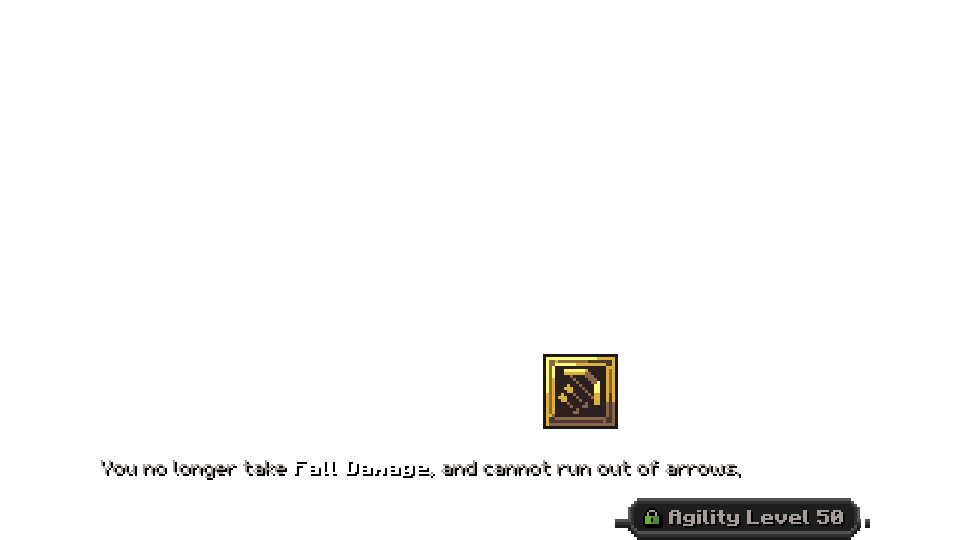 You no longer take Fall Damage, and cannot run out of arrows.
Agility Level 50